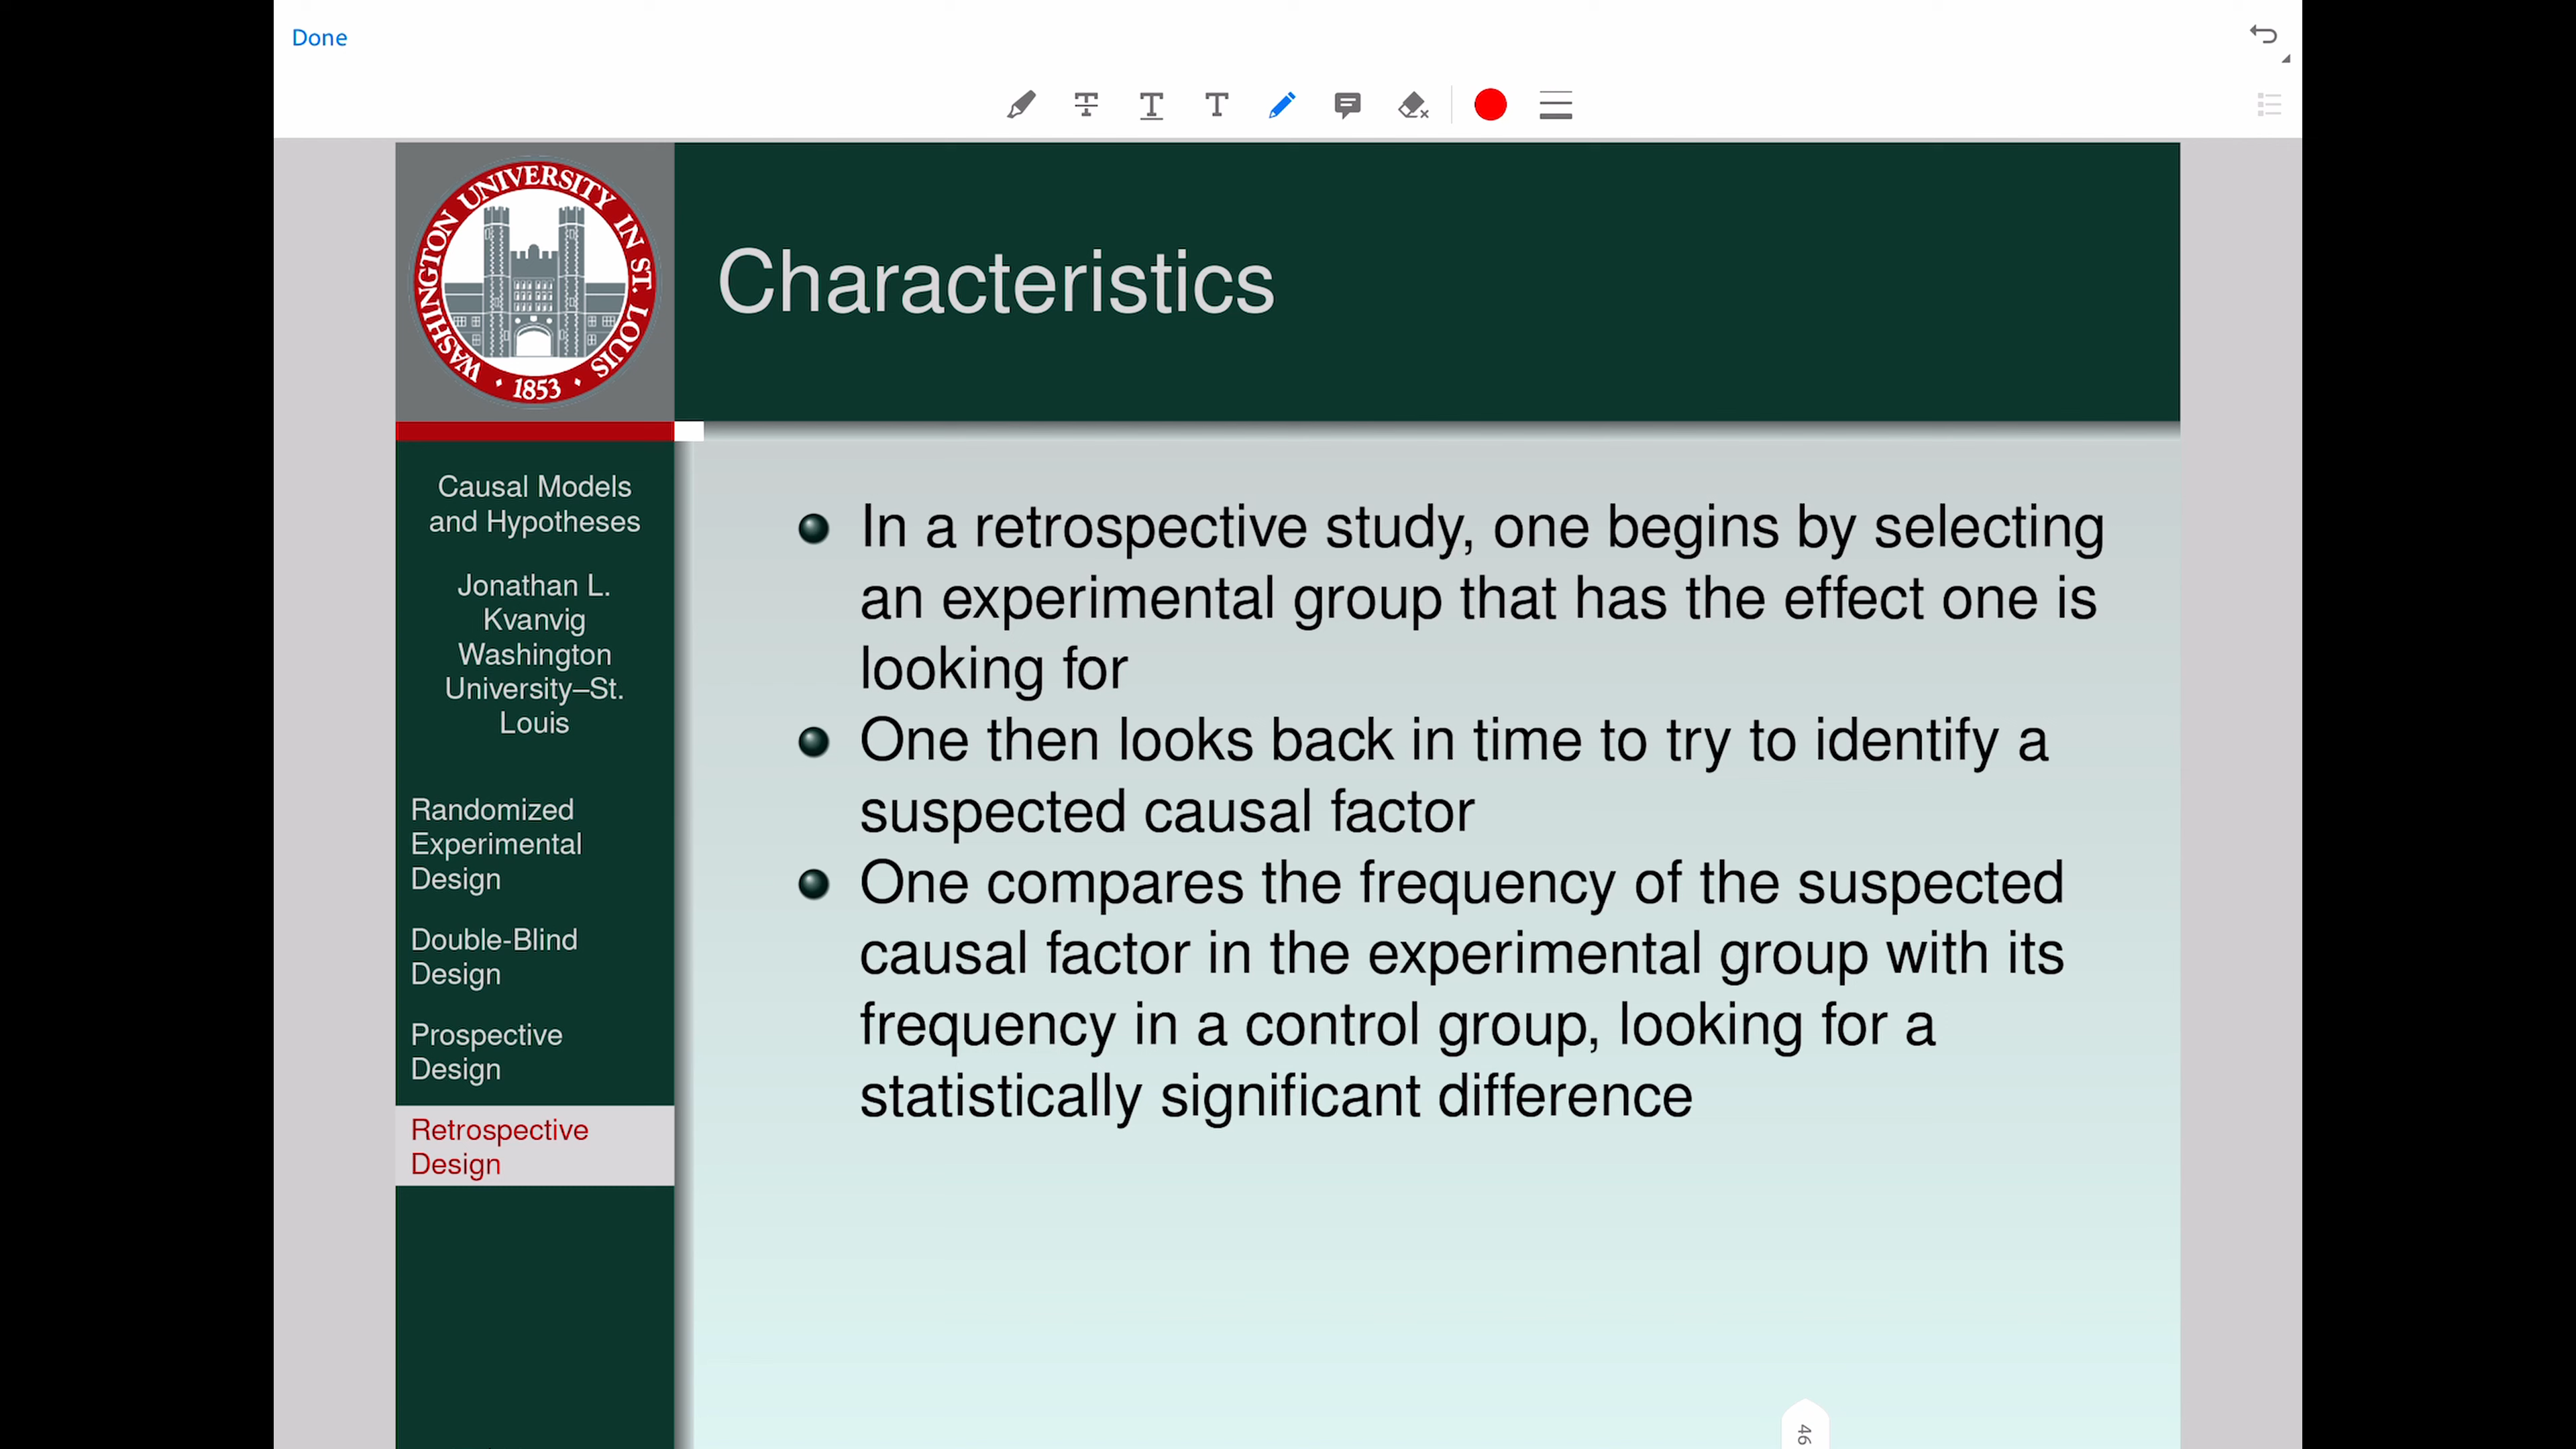 Done
WASHINGTON UNIVERSITY IN ST. LOUIS
1853
Characteristics
Causal Models
and Hypotheses
Jonathan L.
Kvanvig
Washington
University–St.
Louis
Randomized
Experimental
Design
Double-Blind
Design
Prospective
Design
Retrospective
Design
In a retrospective study, one begins by selecting
an experimental group that has the effect one is
looking for
One then looks back in time to try to identify a
suspected causal factor
One compares the frequency of the suspected
causal factor in the experimental group with its
frequency in a control group, looking for a
statistically significant difference
46